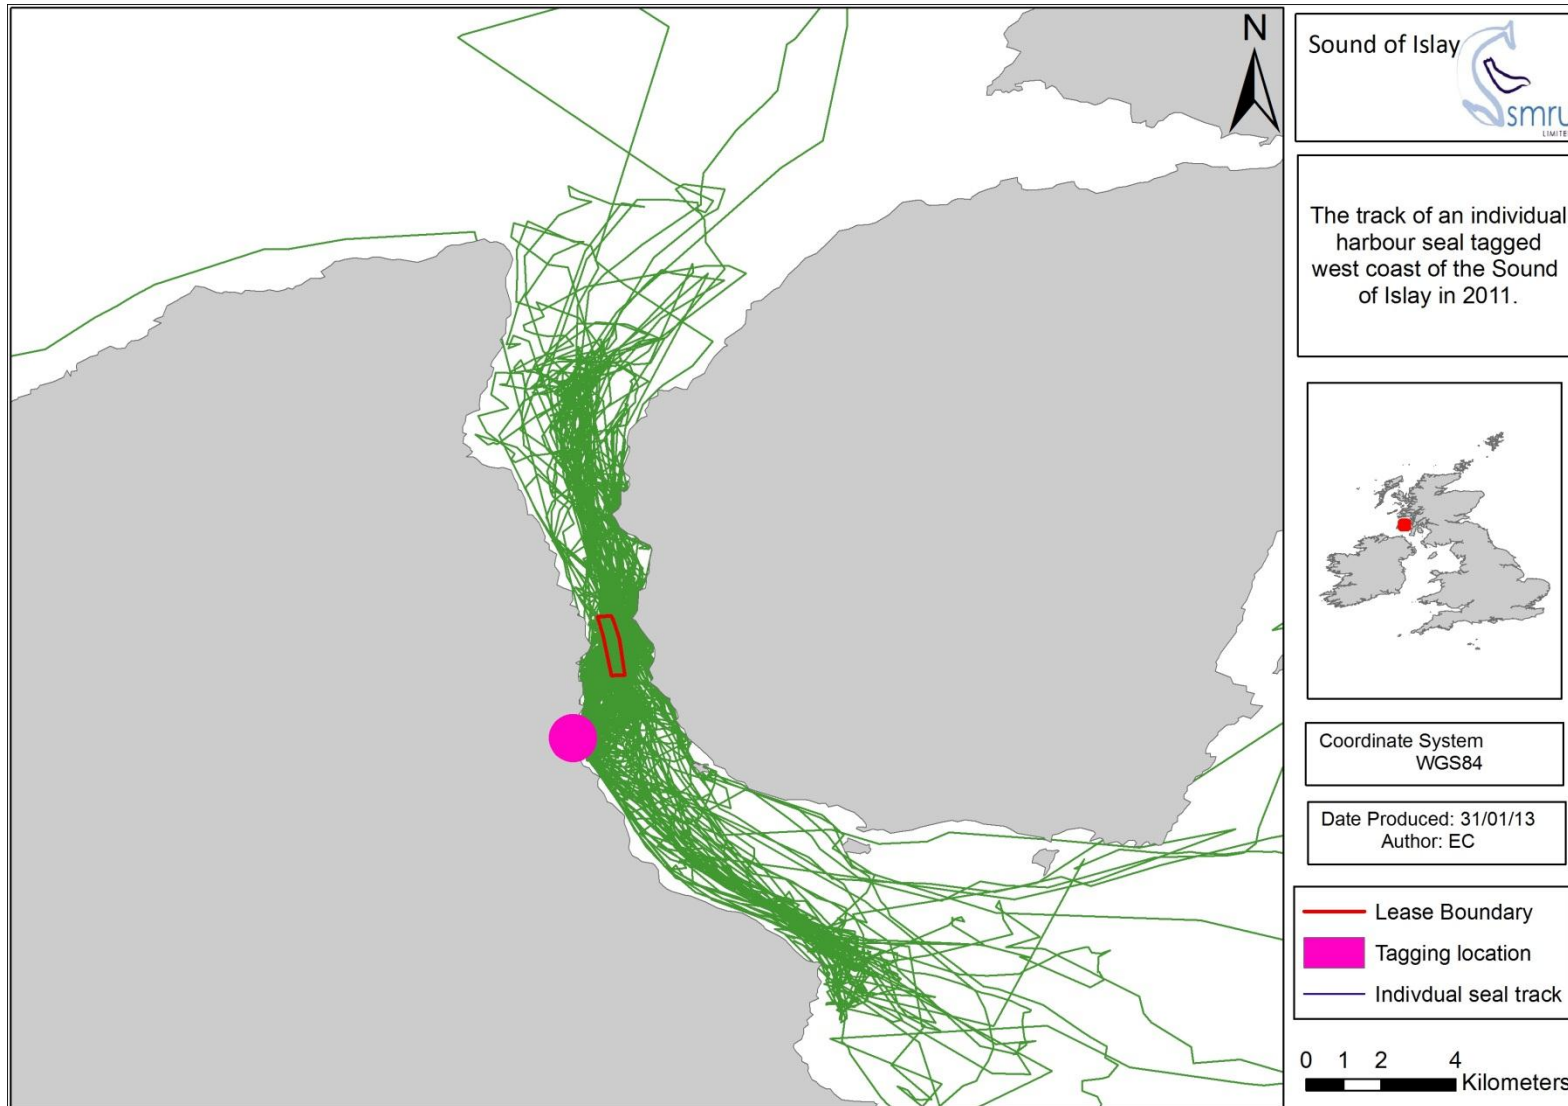 N
Sound of Islay
smru
LIMITE
The track of an individual
harbour seal tagged
west coast of the Sound
of Islay in 2011.
Coordinate System
WGS84
Date Produced: 31/01/13
Author: EC
Lease Boundary
Tagging location
Indivdual seal track
0 1 2 4
Kilometers